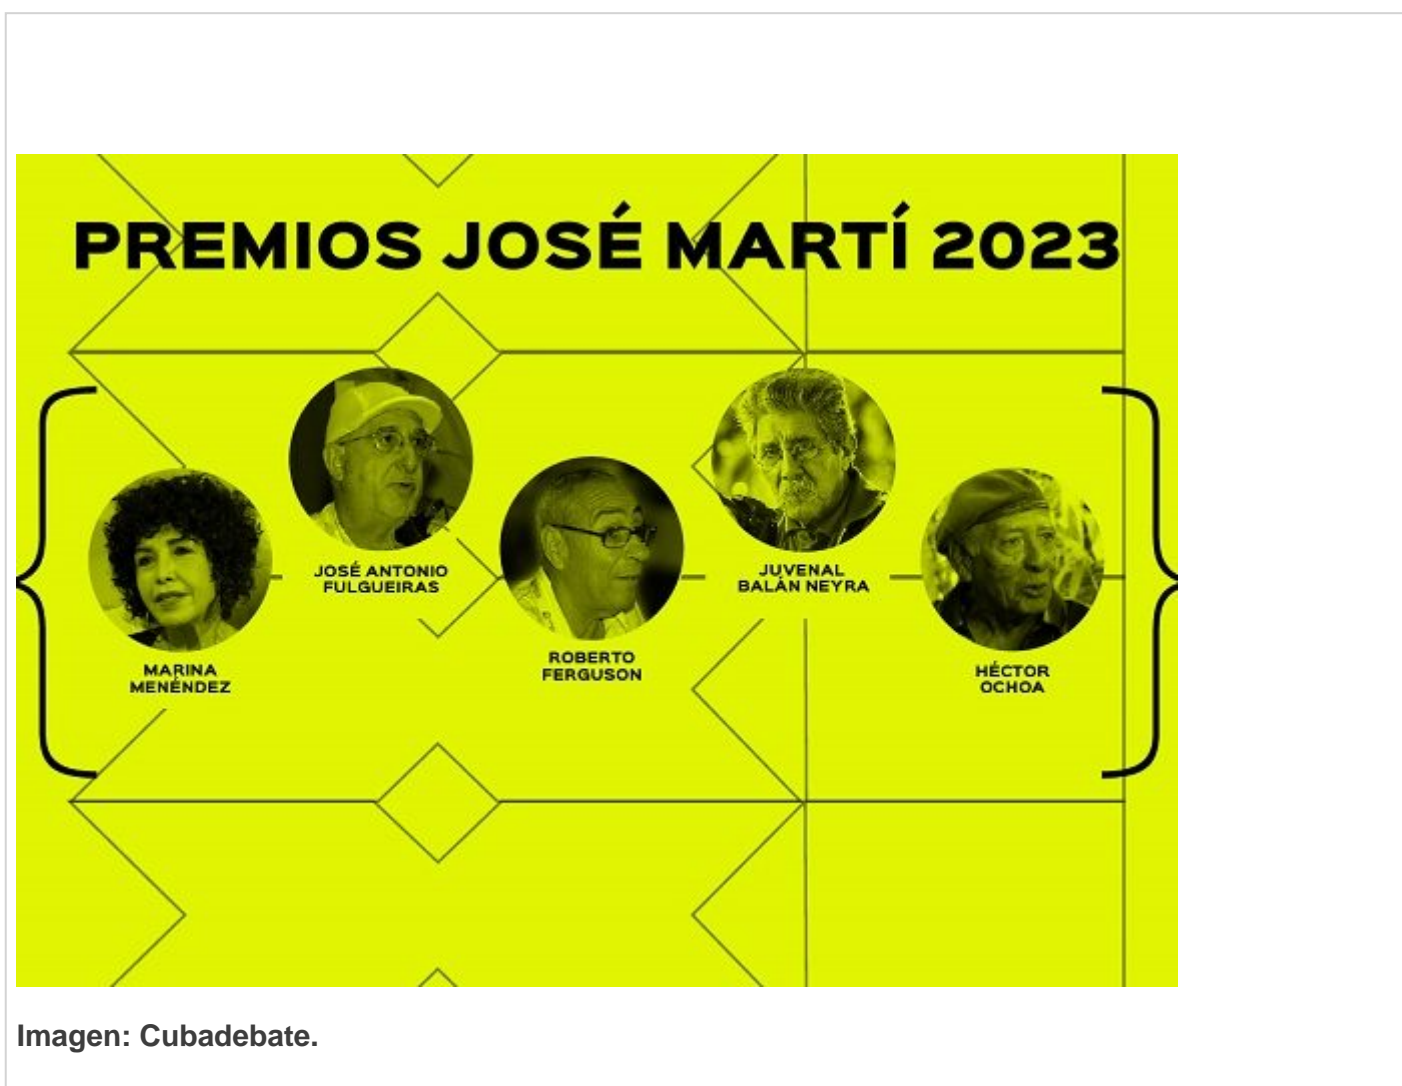 PREMIOS JOSÉ MARTÍ 2023
MARINA
MENÉNDEZ
JOSÉ ANTONIO
FULGUEIRAS
ROBERTO
FERGUSON
JUVENAL
BALÁN NEYRA
HÉCTOR
OCHOA
Imagen: Cubadebate.